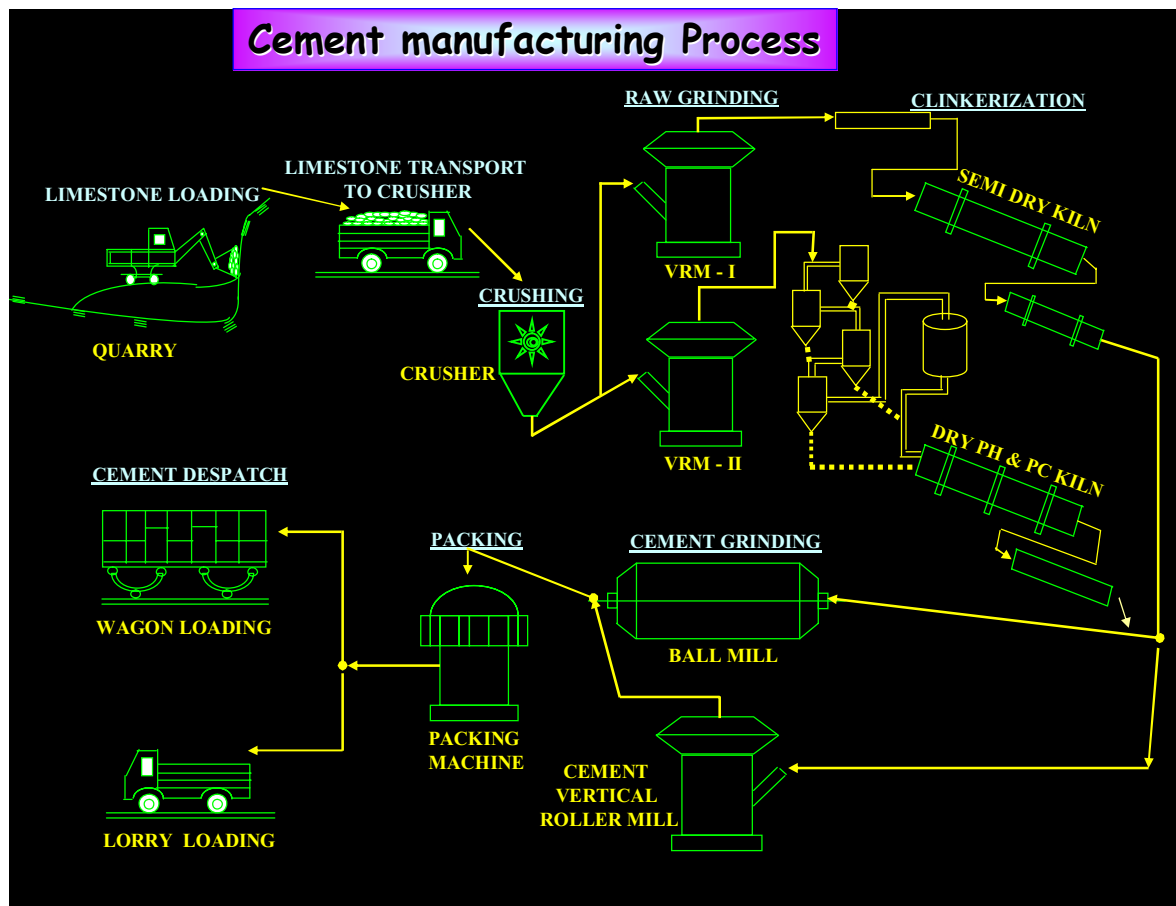 Cement manufacturing Process
RAW GRINDING
CLINKERIZATION
LIMESTONE LOADING
LIMESTONE TRANSPORT
TO CRUSHER
SEMI DRY KILN
VRM - I
CRUSHING
QUARRY
CRUSHER
VRM - II
DRY PH & PC KILN
CEMENT DESPATCH
PACKING
CEMENT GRINDING
WAGON LOADING
BALL MILL
PACKING
MACHINE
CEMENT
VERTICAL
ROLLER MILL
LORRY LOADING